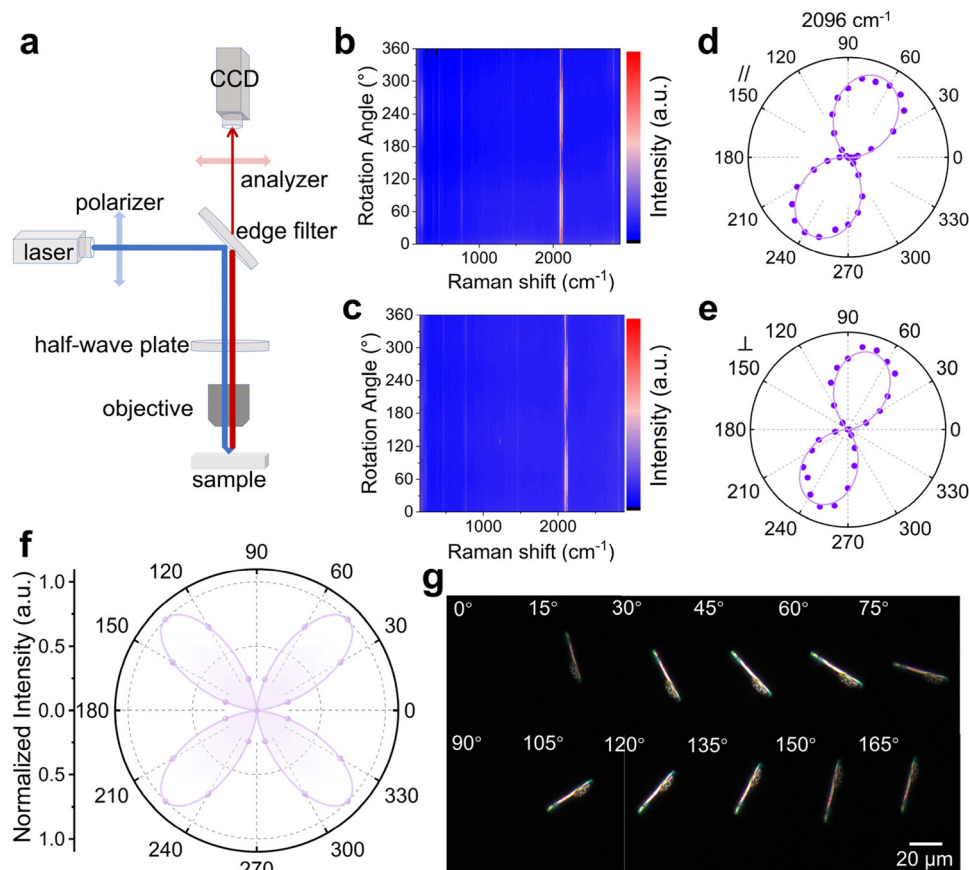 a
CCD
analyzer
polarizer
edge filter
laser
half-wave plate
objective
sample
b
Rotation Angle (°)
360
300
240
180
120
60
0
1000
2000
Raman shift (cm⁻¹)
Intensity (a.u.)
c
Rotation Angle (°)
360
300
240
180
120
60
0
1000
2000
Raman shift (cm⁻¹)
Intensity (a.u.)
d
2096 cm⁻¹
//
90
60
30
0
330
300
270
240
210
180
150
e
⊥
90
60
30
0
330
300
270
240
210
180
150
120
f
Normalized Intensity (a.u.)
1.0
0.5
0.0
0.5
1.0
90
60
30
0
330
300
270
240
210
180
150
120
g
0° 15° 30° 45° 60° 75°
90° 105° 120° 135° 150° 165°
20 μm